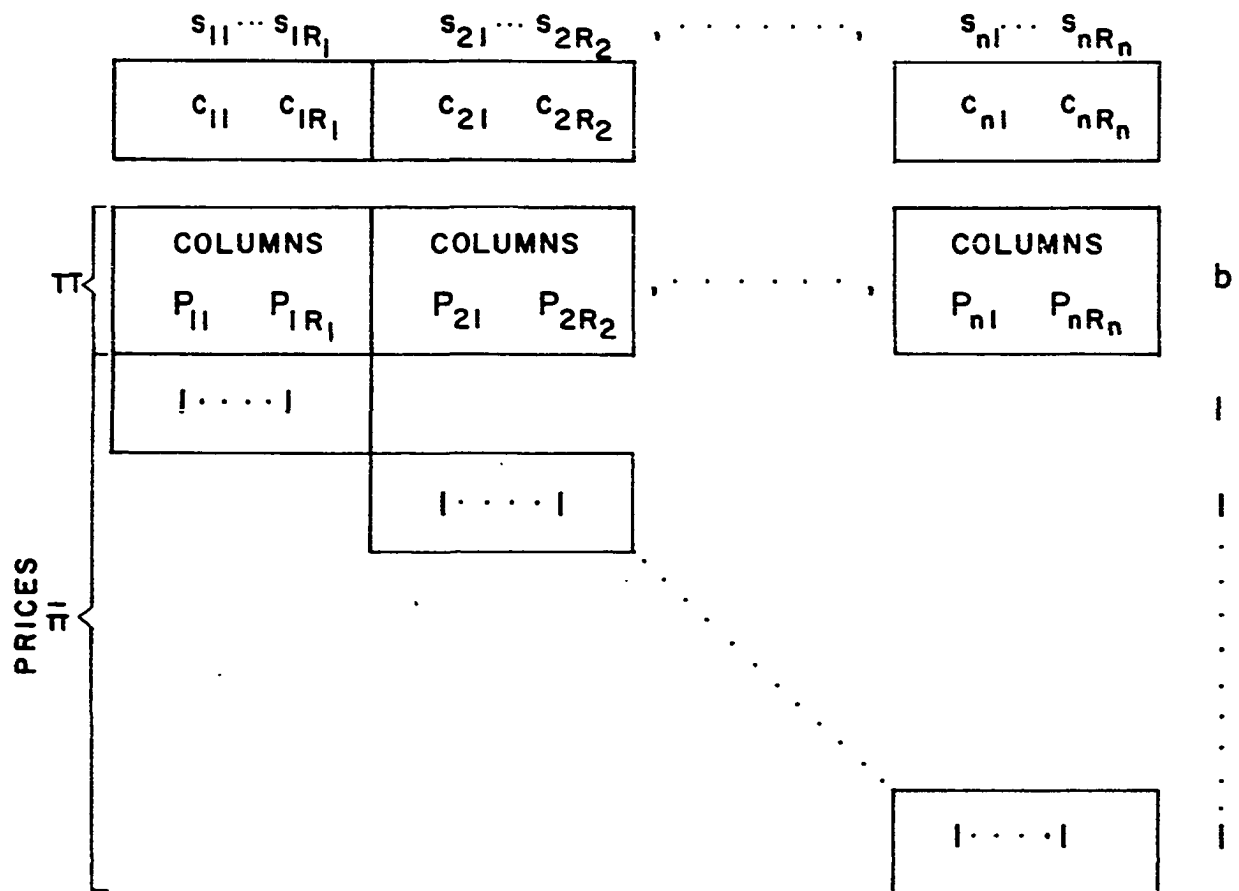 s₁₁ ··· s₁R₁ s₂₁ ··· s₂R₂ , · · · · · · , sₙ₁ ··· sₙRₙ
c₁₁ c₁R₁ c₂₁ c₂R₂ cₙ₁ cₙRₙ
COLUMNS COLUMNS COLUMNS
π , · · · · · · , b
P₁₁ P₁R₁ P₂₁ P₂R₂ Pₙ₁ PₙRₙ
1 · · · · 1 1
1 · · · · 1 1
PRICES π̄
1 · · · · 1 1